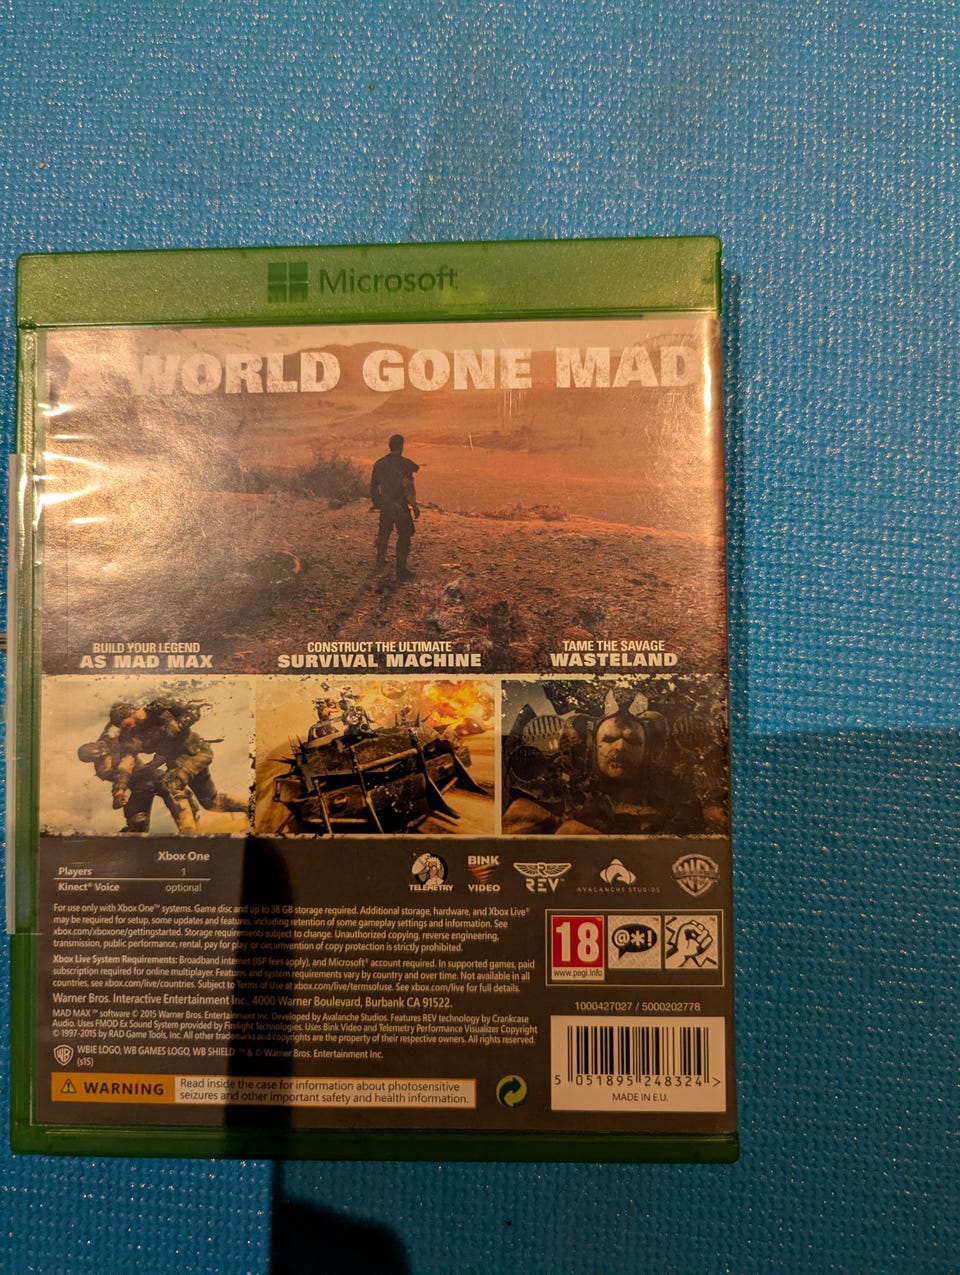 Microsoft
A WORLD GONE MAD
BUILD YOUR LEGEND
AS MAD MAX
CONSTRUCT THE ULTIMATE
SURVIVAL MACHINE
TAME THE SAVAGE
WASTELAND
Xbox One
Players 1
Kinect® Voice optional
TELEMETRY
BINK
VIDEO
REV™
AVALANCHE STUDIOS
WB
For use only with Xbox One™ systems. Game disc and up to 38 GB storage required. Additional storage, hardware, and Xbox Live®
may be required for setup, some updates and features, including retention of some gameplay settings and information. See
xbox.com/xboxone/gettingstarted. Storage requirements subject to change. Unauthorized copying, reverse engineering,
transmission, public performance, rental, pay for play, or circumvention of copy protection is strictly prohibited.
Xbox Live System Requirements: Broadband internet (ISP fees apply), and Microsoft® account required. In supported games, paid
subscription required for online multiplayer. Features and system requirements vary by country and over time. Not available in all
countries, see xbox.com/live/countries. Subject to Terms of Use at xbox.com/live/termsofuse. See xbox.com/live for full details.
Warner Bros. Interactive Entertainment Inc., 4000 Warner Boulevard, Burbank CA 91522.
MAD MAX ™ software © 2015 Warner Bros. Entertainment Inc. Developed by Avalanche Studios. Features REV technology by Crankcase
Audio. Uses FMOD Ex Sound System provided by Firelight Technologies. Uses Bink Video and Telemetry Performance Visualizer Copyright
© 1997-2015 by RAD Game Tools, Inc. All other trademarks and copyrights are the property of their respective owners. All rights reserved.
WB WBIE LOGO, WB GAMES LOGO, WB SHIELD: ™ & © Warner Bros. Entertainment Inc.
(s15)
WARNING
Read inside the case for information about photosensitive
seizures and other important safety and health information.
18
www.pegi.info
@*!
1000427027 / 5000202778
5 051895 248324 >
MADE IN E.U.